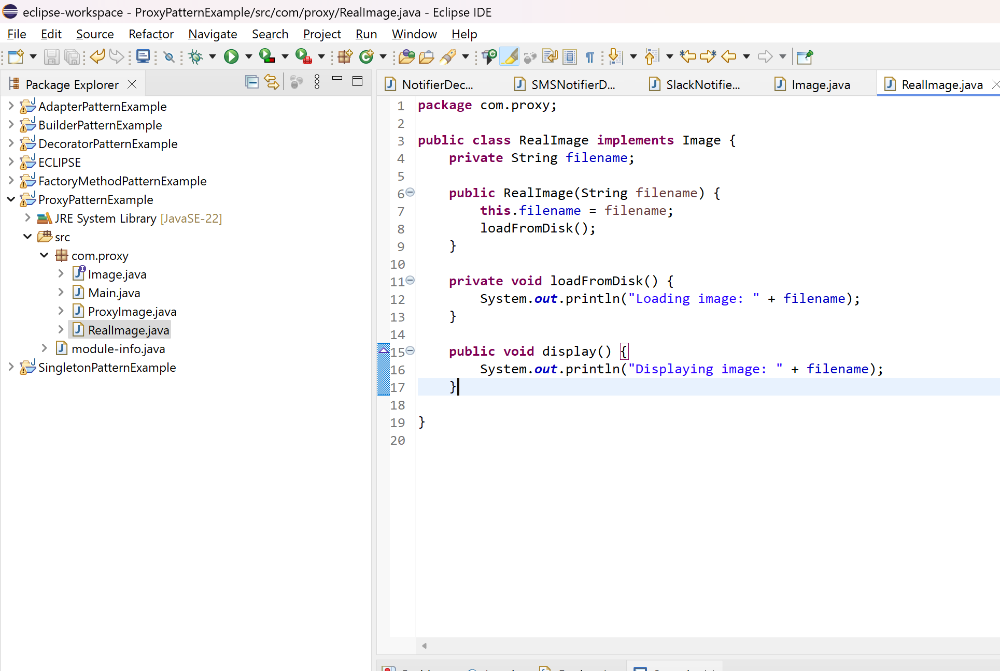 eclipse-workspace - ProxyPatternExample/src/com/proxy/RealImage.java - Eclipse IDE
File Edit Source Refactor Navigate Search Project Run Window Help
Package Explorer
AdapterPatternExample
BuilderPatternExample
DecoratorPatternExample
ECLIPSE
FactoryMethodPatternExample
ProxyPatternExample
JRE System Library [JavaSE-22]
src
com.proxy
Image.java
Main.java
ProxyImage.java
RealImage.java
module-info.java
SingletonPatternExample
NotifierDec... SMSNotifierD... SlackNotifie... Image.java RealImage.java
1 package com.proxy;
2
3 public class RealImage implements Image {
4     private String filename;
5
6     public RealImage(String filename) {
7         this.filename = filename;
8         loadFromDisk();
9     }
10
11     private void loadFromDisk() {
12         System.out.println("Loading image: " + filename);
13     }
14
15     public void display() {
16         System.out.println("Displaying image: " + filename);
17     }
18
19 }
20